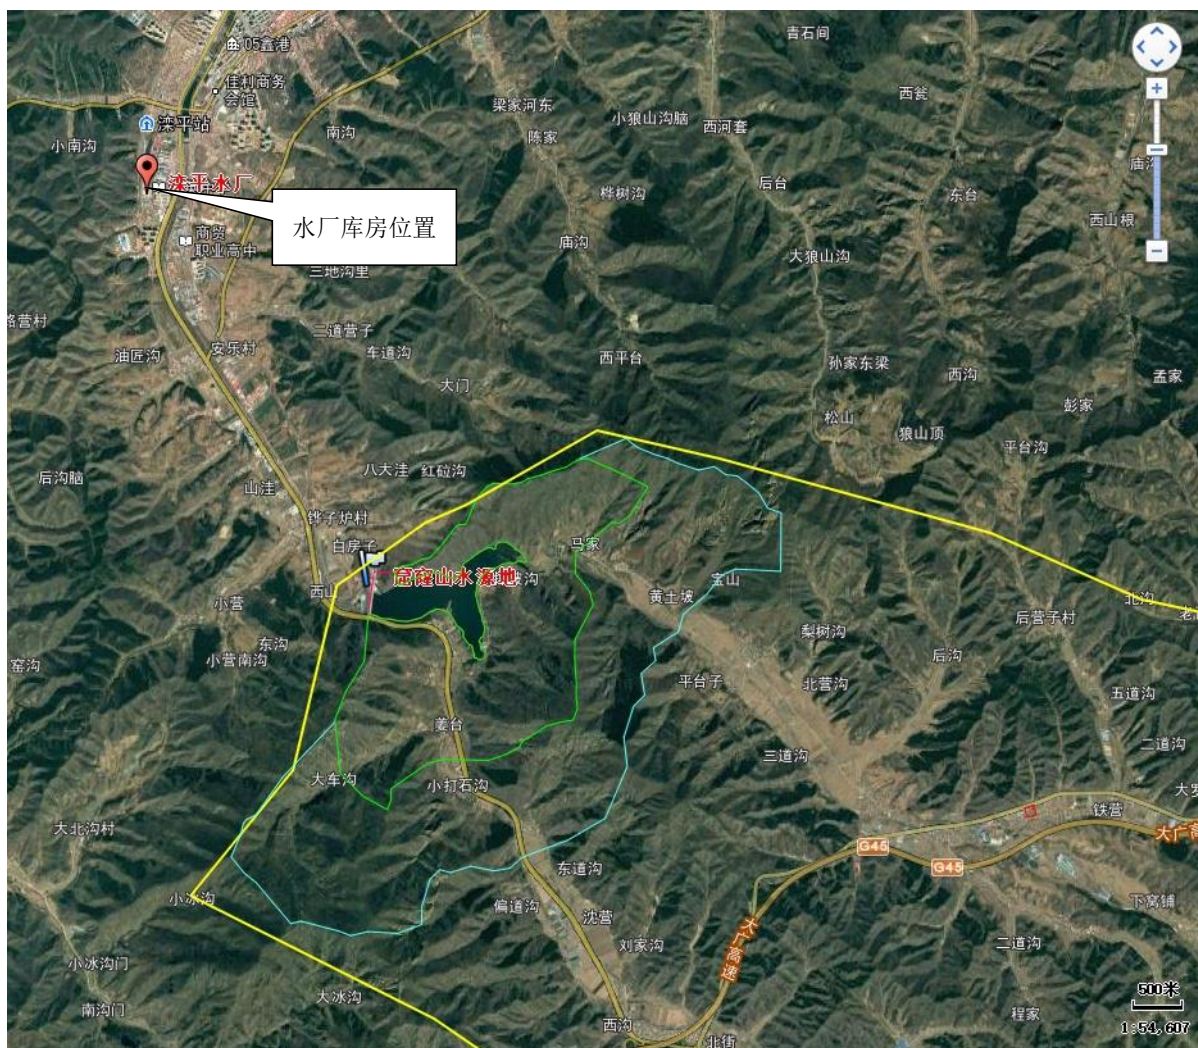 青石间
05鑫港
佳利商务
会馆
西瓮
梁家河东
小狼山沟脑
西河套
滦平站
南沟
陈家
小南沟
庙沟
滦平水厂
后台
桦树沟
东台
西山根
水厂库房位置
商贸
职业高中
庙沟
大狼山沟
三地沟里
路营村
二道营子
油匠沟
安乐村
车道沟
西平台
孙家东梁
西沟
孟家
大门
彭家
松山
狼山顶
平台沟
八大洼
红砬沟
后沟脑
山洼
铧子炉村
白房子
马家
窟窿山水源地
坡沟
宝山
西山
黄土坡
小营
北沟
后营子村
梨树沟
东沟
小营南沟
后沟
窑沟
平台子
北营沟
五道沟
姜台
二道沟
三道沟
大车沟
小打石沟
铁营
大北沟村
大广
G45
G45
东道沟
小冰沟
偏道沟
沈营
下窝铺
大广高速
刘家沟
二道沟
小冰沟门
大冰沟
500米
南沟门
程家
西沟
1:54,607
北街